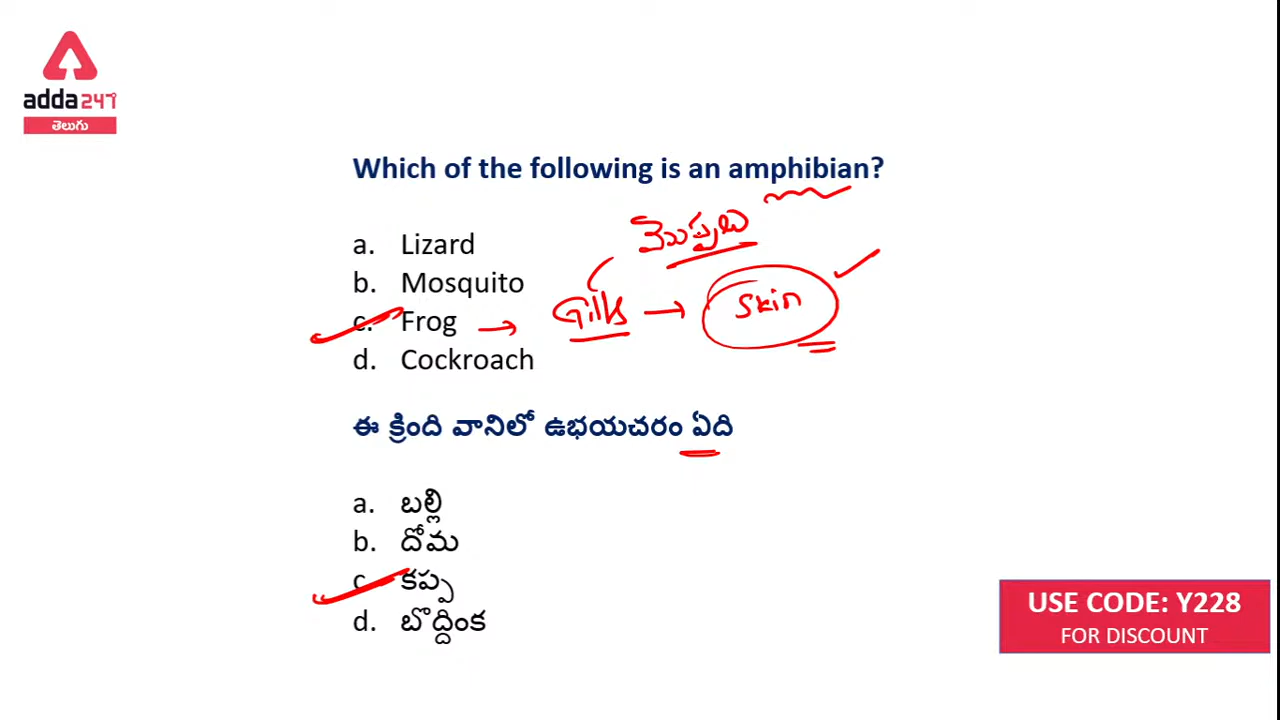 adda247
తెలుగు
Which of the following is an amphibian?
మొప్పలు
a. Lizard
b. Mosquito
c. Frog → Gills → Skin
d. Cockroach
ఈ క్రింది వానిలో ఉభయచరం ఏది
a. బల్లి
b. దోమ
c. కప్ప
d. బొద్దింక
USE CODE: Y228
FOR DISCOUNT